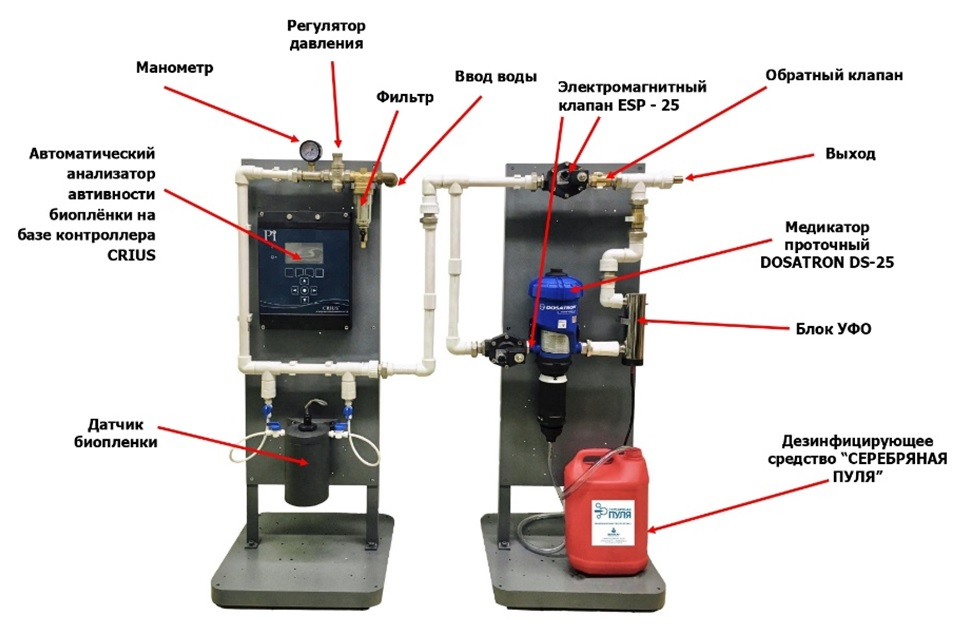 Регулятор
давления
Манометр
Фильтр
Ввод воды
Электромагнитный
клапан ESP - 25
Обратный клапан
Автоматический
анализатор
автивности
биоплёнки на
базе контроллера
CRIUS
Выход
Медикатор
проточный
DOSATRON DS-25
Блок УФО
Датчик
биопленки
Дезинфицирующее
средство “СЕРЕБРЯНАЯ
ПУЛЯ”
CRIUS
DOSATRON
ПУЛЯ